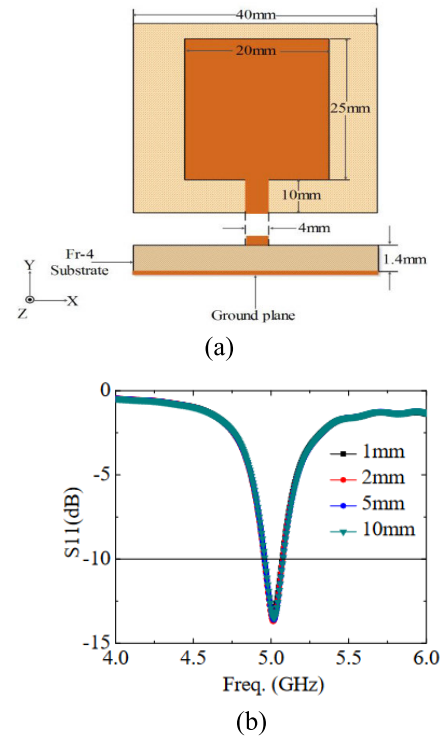 40mm
20mm
25mm
10mm
4mm
Fr-4
Substrate
1.4mm
Y
Z
X
Ground plane
(a)
0
-5
-10
-15
S11(dB)
1mm
2mm
5mm
10mm
4.0 4.5 5.0 5.5 6.0
Freq. (GHz)
(b)